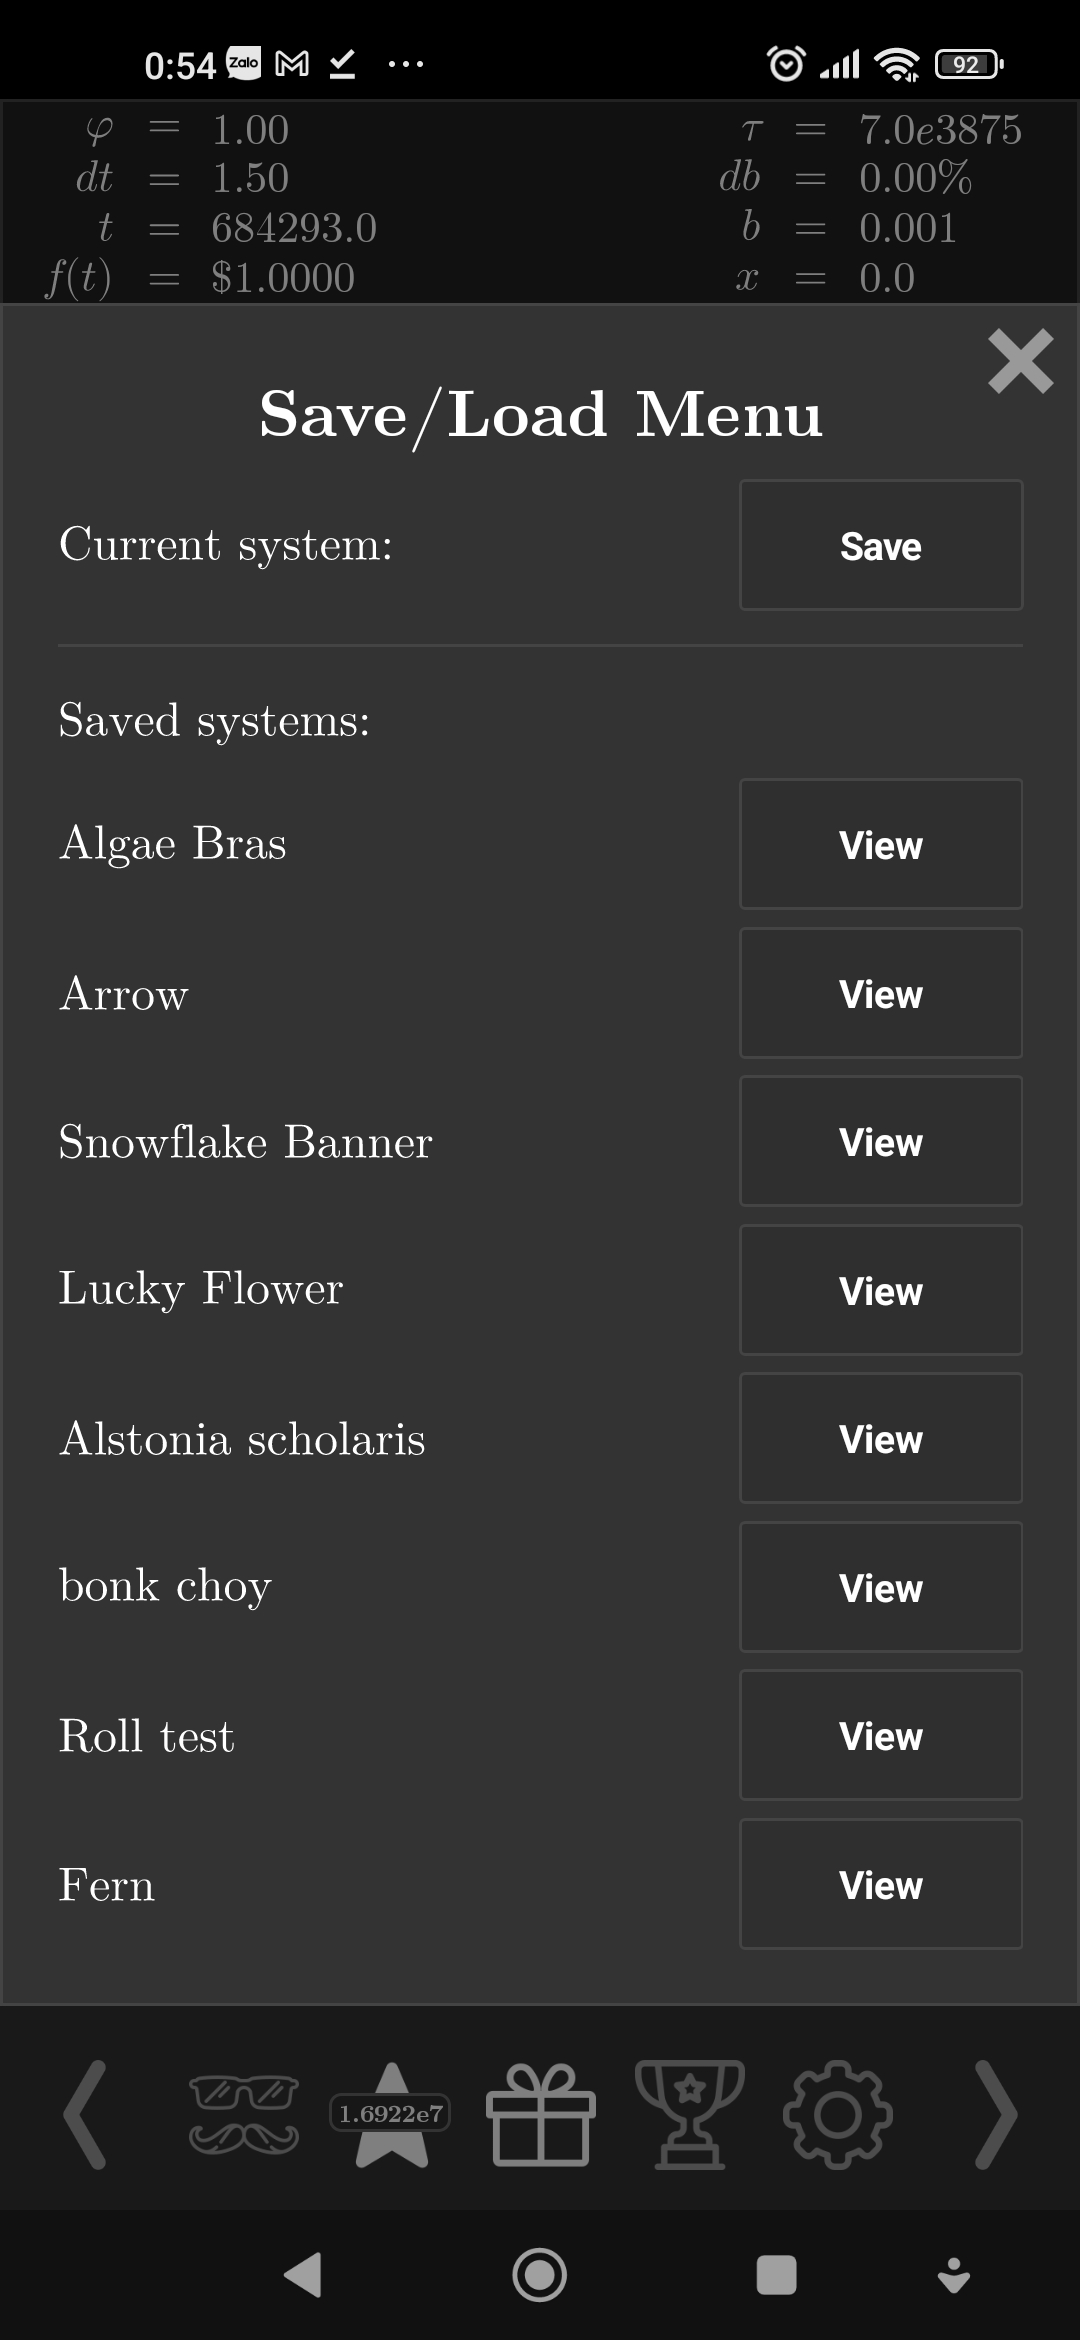 0:54 Zalo 92
φ = 1.00 τ = 7.0e3875
dt = 1.50 db = 0.00%
t = 684293.0 b = 0.001
f(t) = $1.0000 x = 0.0
Save/Load Menu
Current system: Save
Saved systems:
Algae Bras View
Arrow View
Snowflake Banner View
Lucky Flower View
Alstonia scholaris View
bonk choy View
Roll test View
Fern View
1.6922e7